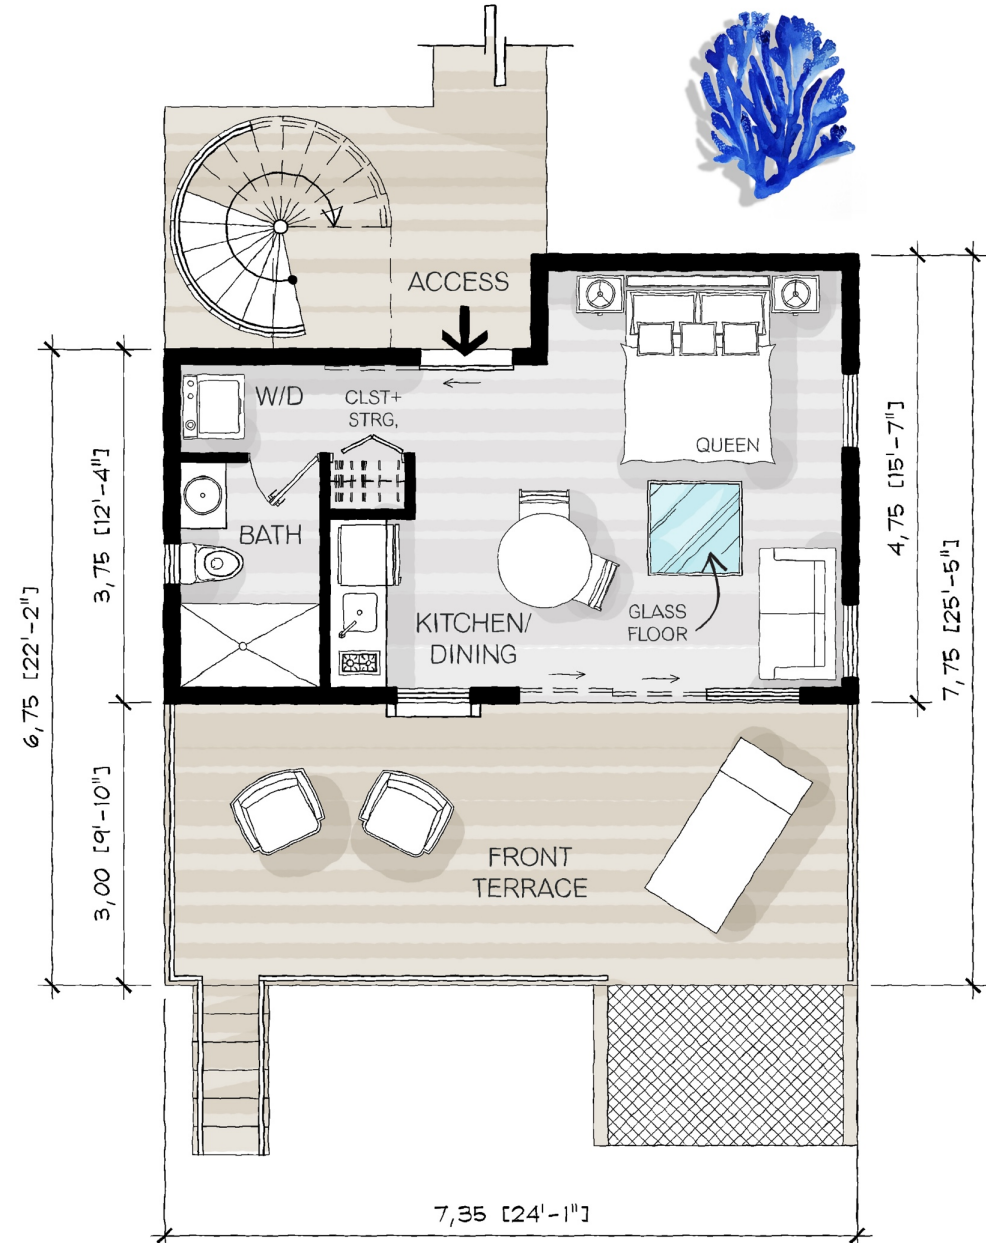 ACCESS
W/D
CLST+
STRG,
QUEEN
BATH
GLASS
FLOOR
KITCHEN/
DINING
FRONT
TERRACE
3,75 [12'-4"]
6,75 [22'-2"]
3,00 [9'-10"]
4,75 [15'-7"]
7,75 [25'-5"]
7,35 [24'-1"]